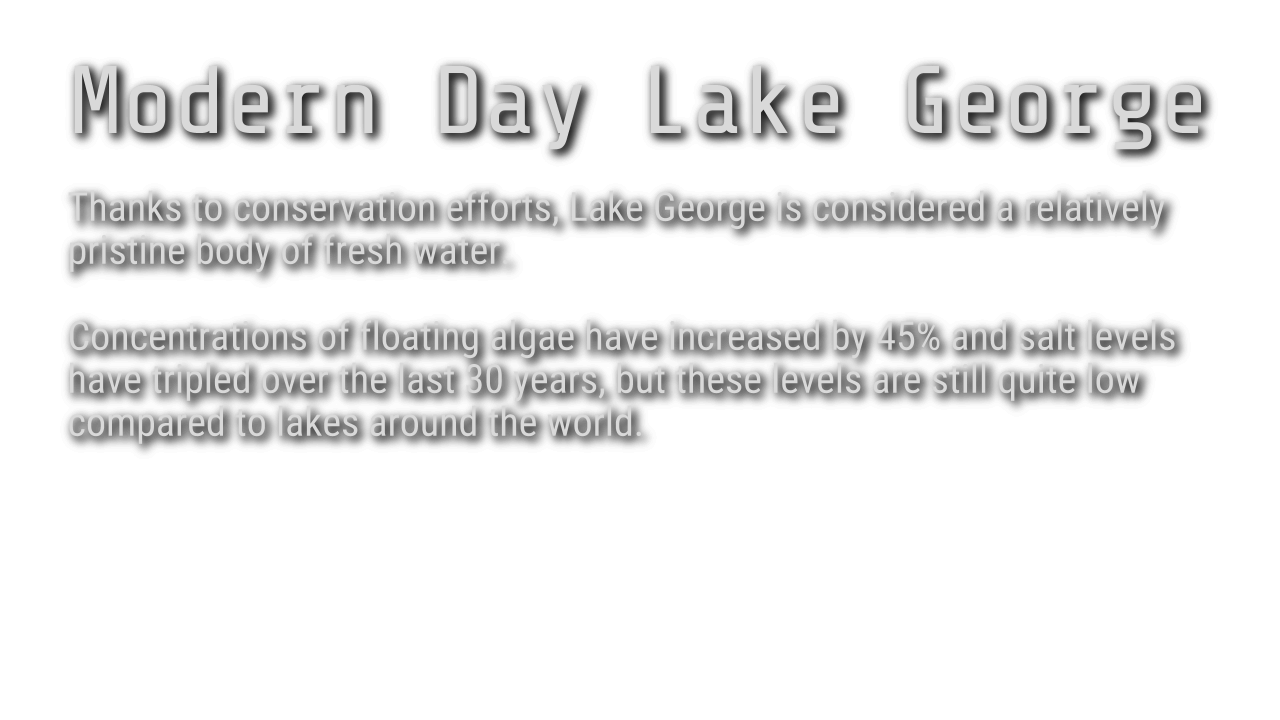 Modern Day Lake George
Thanks to conservation efforts, Lake George is considered a relatively
pristine body of fresh water.
Concentrations of floating algae have increased by 45% and salt levels
have tripled over the last 30 years, but these levels are still quite low
compared to lakes around the world.